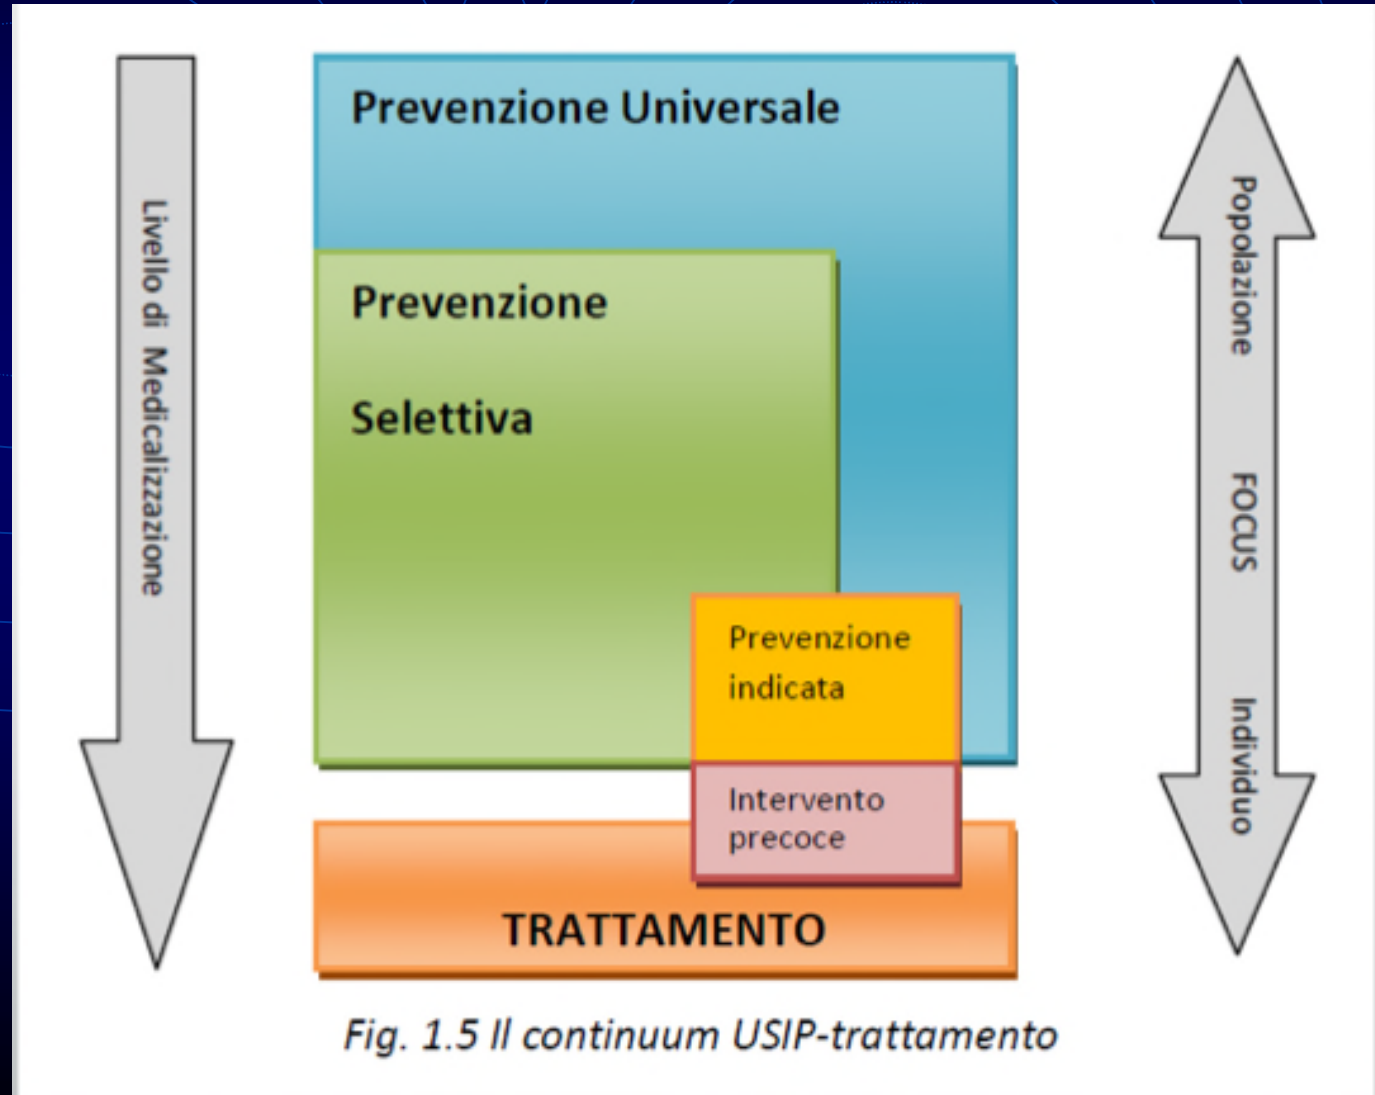 Livello di Medicalizzazione
Prevenzione Universale
Prevenzione
Selettiva
Prevenzione
indicata
Intervento
precoce
TRATTAMENTO
Popolazione FOCUS Individuo
Fig. 1.5 Il continuum USIP-trattamento